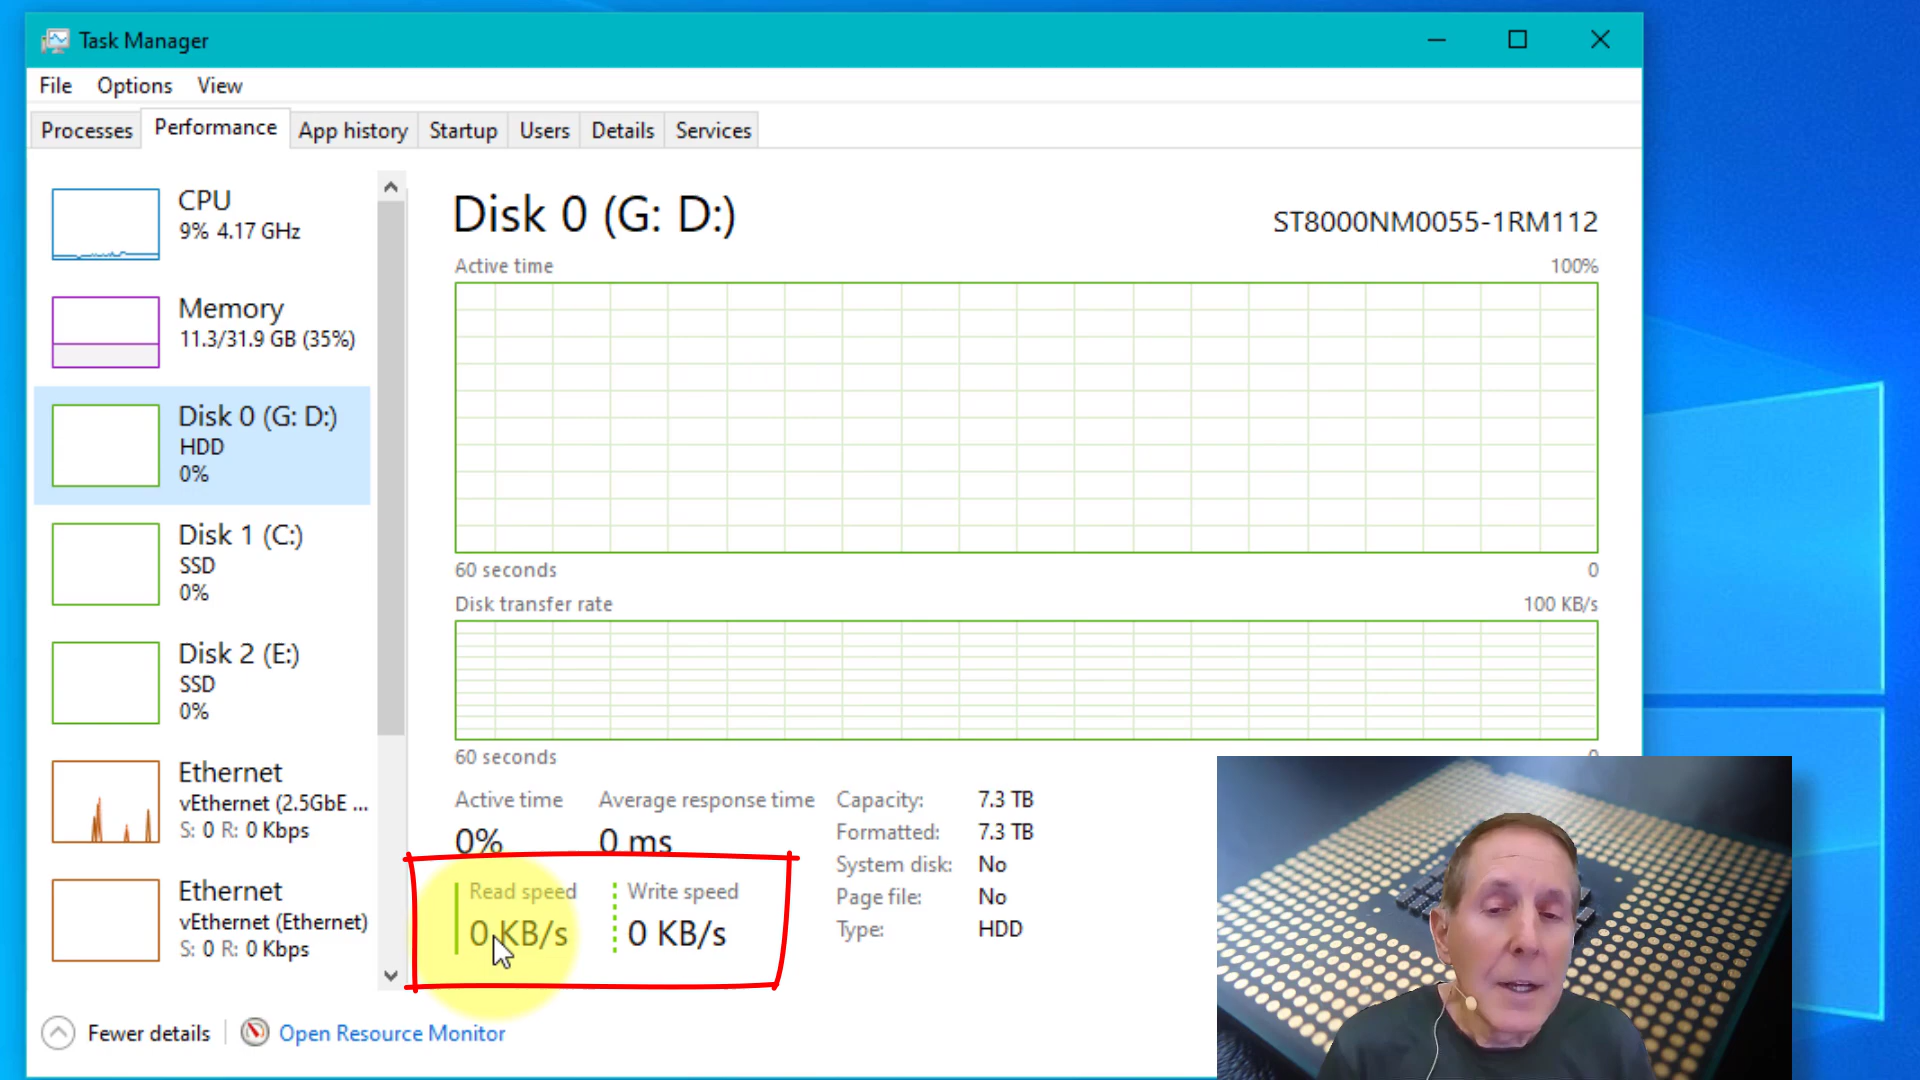 Task Manager
File Options View
Processes Performance App history Startup Users Details Services
CPU
9% 4.17 GHz
Memory
11.3/31.9 GB (35%)
Disk 0 (G: D:)
HDD
0%
Disk 1 (C:)
SSD
0%
Disk 2 (E:)
SSD
0%
Ethernet
vEthernet (2.5GbE ...
S: 0 R: 0 Kbps
Ethernet
vEthernet (Ethernet)
S: 0 R: 0 Kbps
Disk 0 (G: D:) ST8000NM0055-1RM112
Active time 100%
60 seconds 0
Disk transfer rate 100 KB/s
60 seconds 0
Active time Average response time
0% 0 ms
Read speed Write speed
0 KB/s 0 KB/s
Capacity: 7.3 TB
Formatted: 7.3 TB
System disk: No
Page file: No
Type: HDD
Fewer details Open Resource Monitor